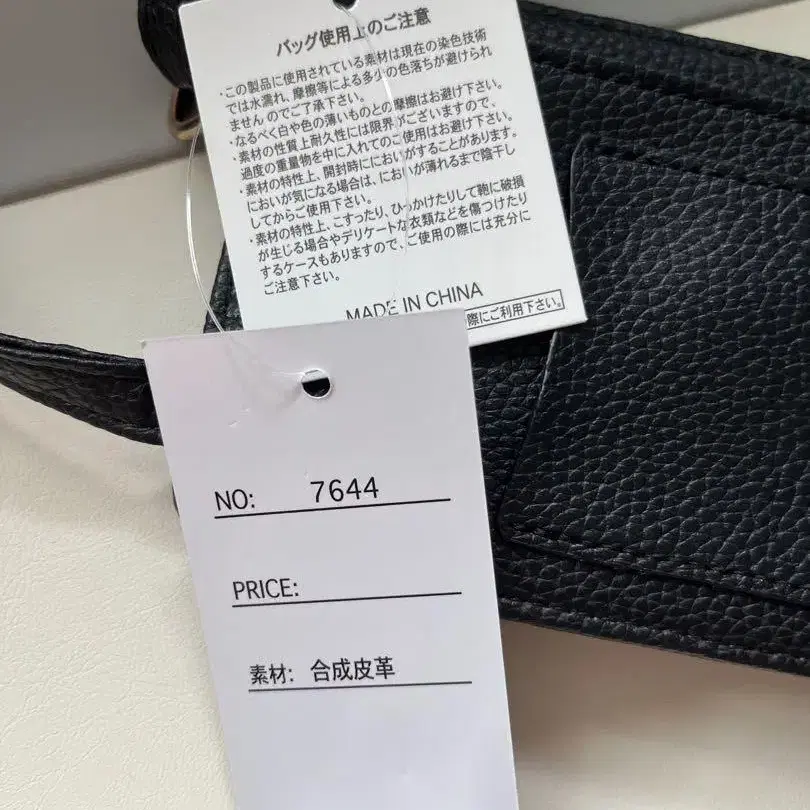 バッグ使用上のご注意
・この製品に使用されている素材は現在の染色技術
では水濡れ、摩擦等による多少の色落ちが避けられ
ませんのでご了承下さい。
・なるべく白や色の薄いものとの摩擦はお避け下さい。
・素材の性質上耐久性には限界がございますので、
過度の重量物を中に入れてのご使用はお避け下さい。
・素材の特性上、開封時ににおいがすることがあります。
においが気になる場合は、においが薄れるまで陰干し
してからご使用下さい。
・素材の特性上、こすったり、ひっかけたりして鞄に破損
が生じる場合やデリケートな衣類などを傷つけたり
するケースもありますので、ご使用の際には充分に
ご注意下さい。
MADE IN CHINA
際にご利用下さい。
NO: 7644
PRICE:
素材: 合成皮革